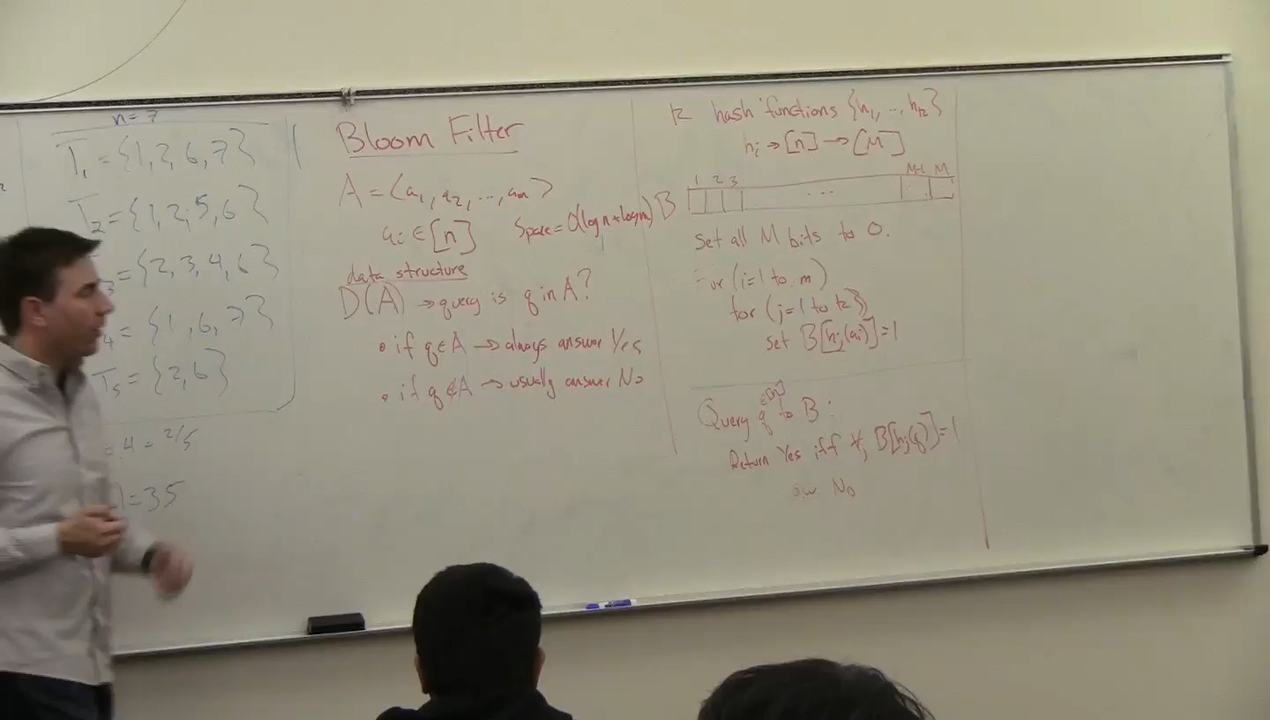 n=7
T₁ = {1,2,6,7}
T₂ = {1,2,5,6}
3 = {2,3,4,6}
4 = {1,6,7}
T₅ = {2,6}
= .4 = 2/5
=35
Bloom Filter
A = <a₁, a₂, ..., aₘ>
aᵢ ∈ [n]
Space = O(log n + log m)
data structure
D(A) → query is q in A?
• if q∈A → always answer Yes
• if q∉A → usually answer No
k hash functions {h₁, .., hₖ}
hᵢ → [n] → [M]
1 2 3 M-1 M
B ...
Set all M bits to 0.
For (i=1 to m)
for (j=1 to k)
set B[hⱼ(aᵢ)]=1
∈[n]
Query q to B:
Return Yes iff ∀ⱼ B[hⱼ(q)]=1
ow No